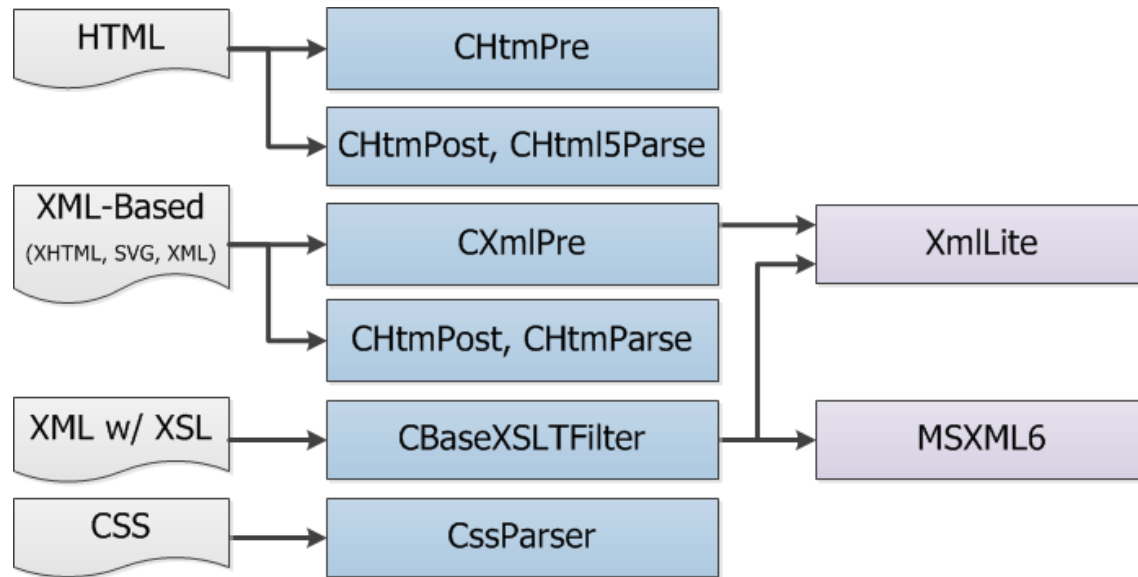 HTML
CHtmPre
CHtmPost, CHtml5Parse
XML-Based
(XHTML, SVG, XML)
CXmlPre
XmlLite
CHtmPost, CHtmParse
XML w/ XSL
CBaseXSLTFilter
MSXML6
CSS
CssParser